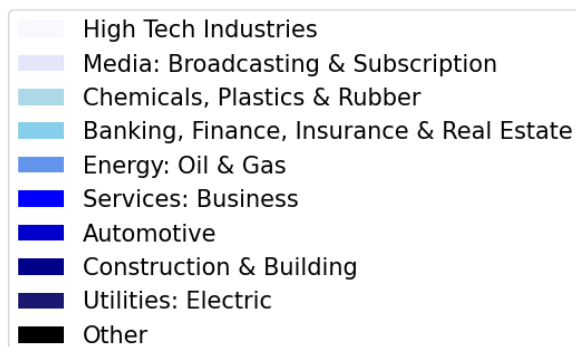 High Tech Industries
Media: Broadcasting & Subscription
Chemicals, Plastics & Rubber
Banking, Finance, Insurance & Real Estate
Energy: Oil & Gas
Services: Business
Automotive
Construction & Building
Utilities: Electric
Other